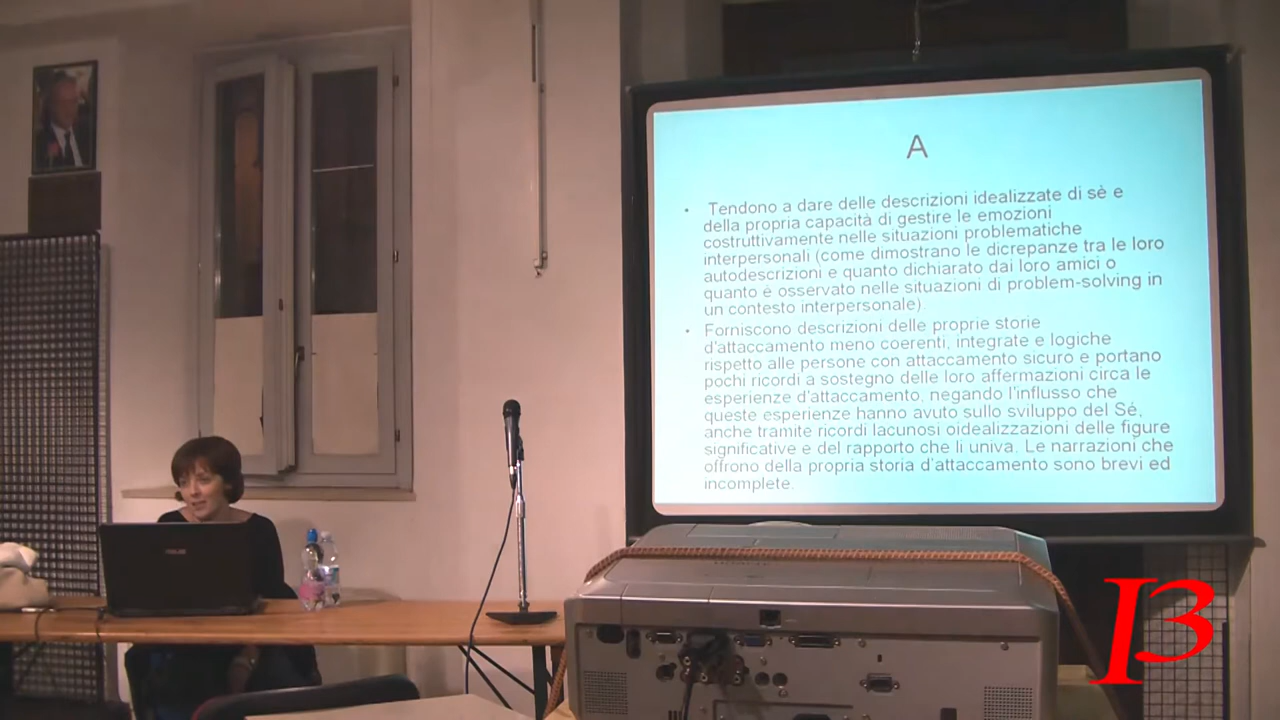 A
• Tendono a dare delle descrizioni idealizzate di sè e
della propria capacità di gestire le emozioni
costruttivamente nelle situazioni problematiche
interpersonali (come dimostrano le dicrepanze tra le loro
autodescrizioni e quanto dichiarato dai loro amici o
quanto è osservato nelle situazioni di problem-solving in
un contesto interpersonale).
• Forniscono descrizioni delle proprie storie
d'attaccamento meno coerenti, integrate e logiche
rispetto alle persone con attaccamento sicuro e portano
pochi ricordi a sostegno delle loro affermazioni circa le
esperienze d'attaccamento, negando l'influsso che
queste esperienze hanno avuto sullo sviluppo del Sé,
anche tramite ricordi lacunosi oidealizzazioni delle figure
significative e del rapporto che li univa. Le narrazioni che
offrono della propria storia d'attaccamento sono brevi ed
incomplete.
ASUS
13